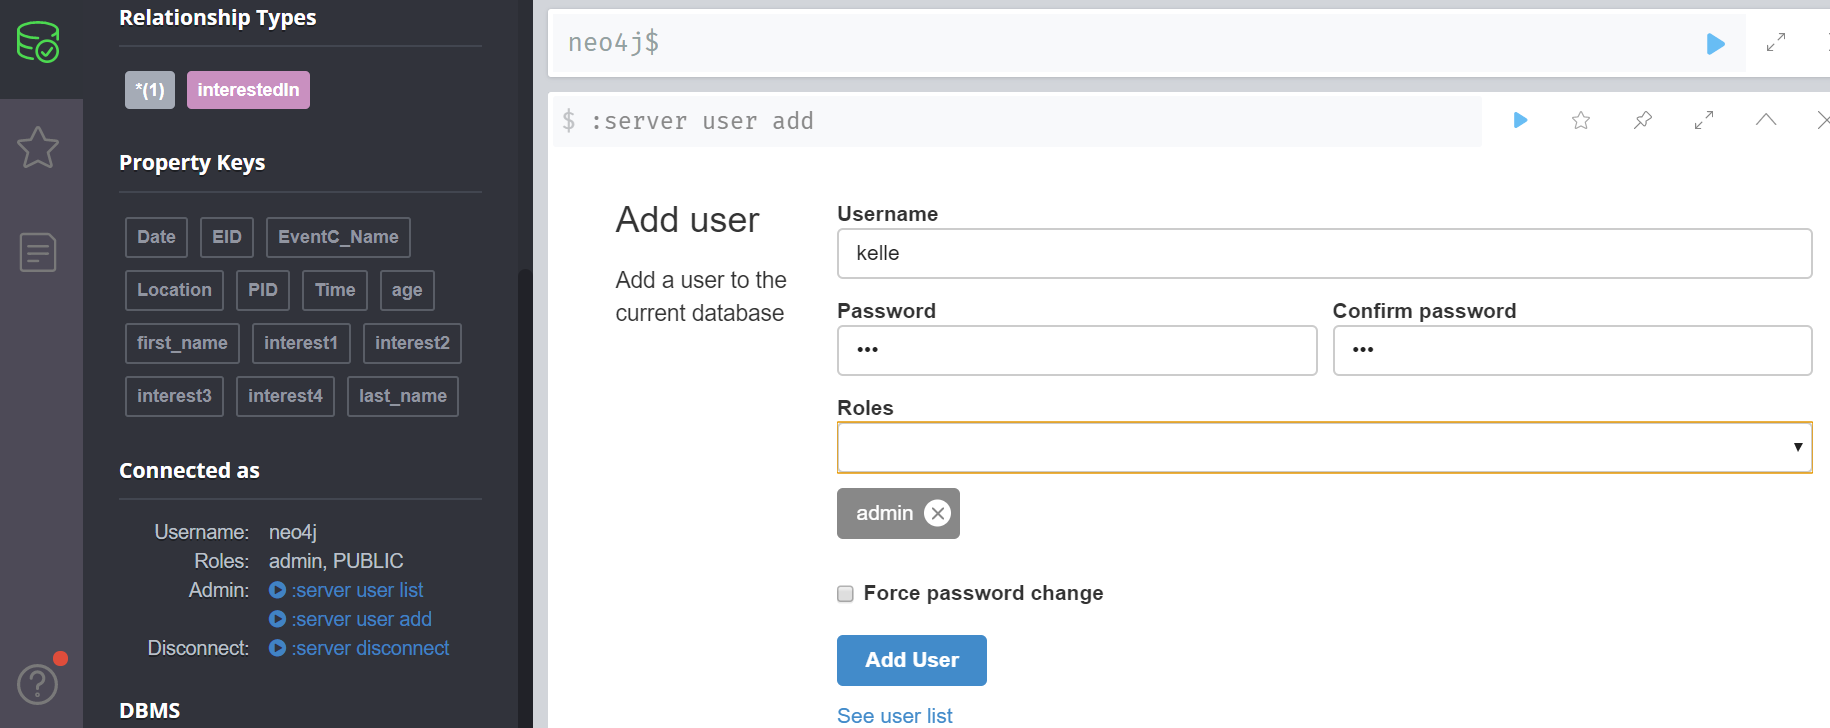 Relationship Types
*(1) interestedIn
Property Keys
Date EID EventC_Name
Location PID Time age
first_name interest1 interest2
interest3 interest4 last_name
Connected as
Username: neo4j
Roles: admin, PUBLIC
Admin: :server user list
:server user add
Disconnect: :server disconnect
DBMS
neo4j$
$ :server user add
Add user
Add a user to the
current database
Username
kelle
Password Confirm password
••• •••
Roles
admin
Force password change
Add User
See user list